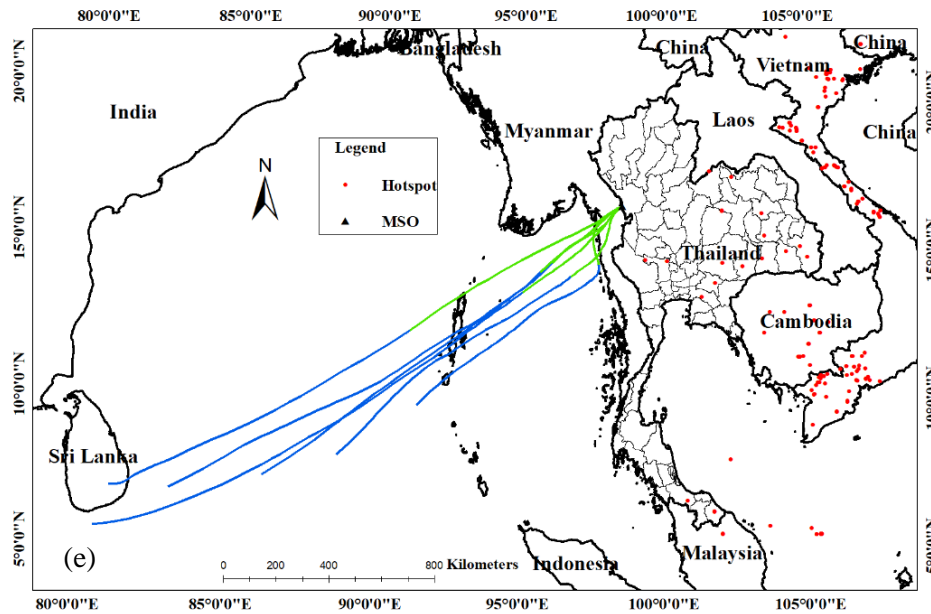 80°0'0"E 85°0'0"E 90°0'0"E 95°0'0"E 100°0'0"E 105°0'0"E
20°0'0"N
15°0'0"N
10°0'0"N
5°0'0"N
China
Bangladesh
China
Vietnam
India
Laos
Myanmar
China
N
Legend
Hotspot
MSO
Thailand
Cambodia
Sri Lanka
Malaysia
Indonesia
(e)
0 200 400 800 Kilometers
20°0'0"N
15°0'0"N
10°0'0"N
5°0'0"N
80°0'0"E 85°0'0"E 90°0'0"E 95°0'0"E 100°0'0"E 105°0'0"E